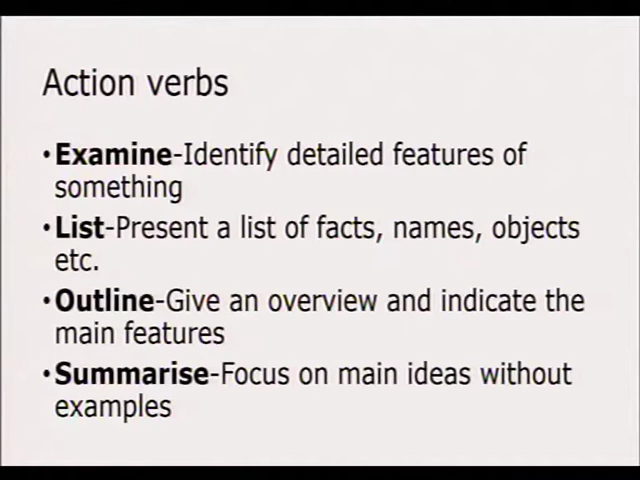 Action verbs
•Examine-Identify detailed features of
something
•List-Present a list of facts, names, objects
etc.
•Outline-Give an overview and indicate the
main features
•Summarise-Focus on main ideas without
examples